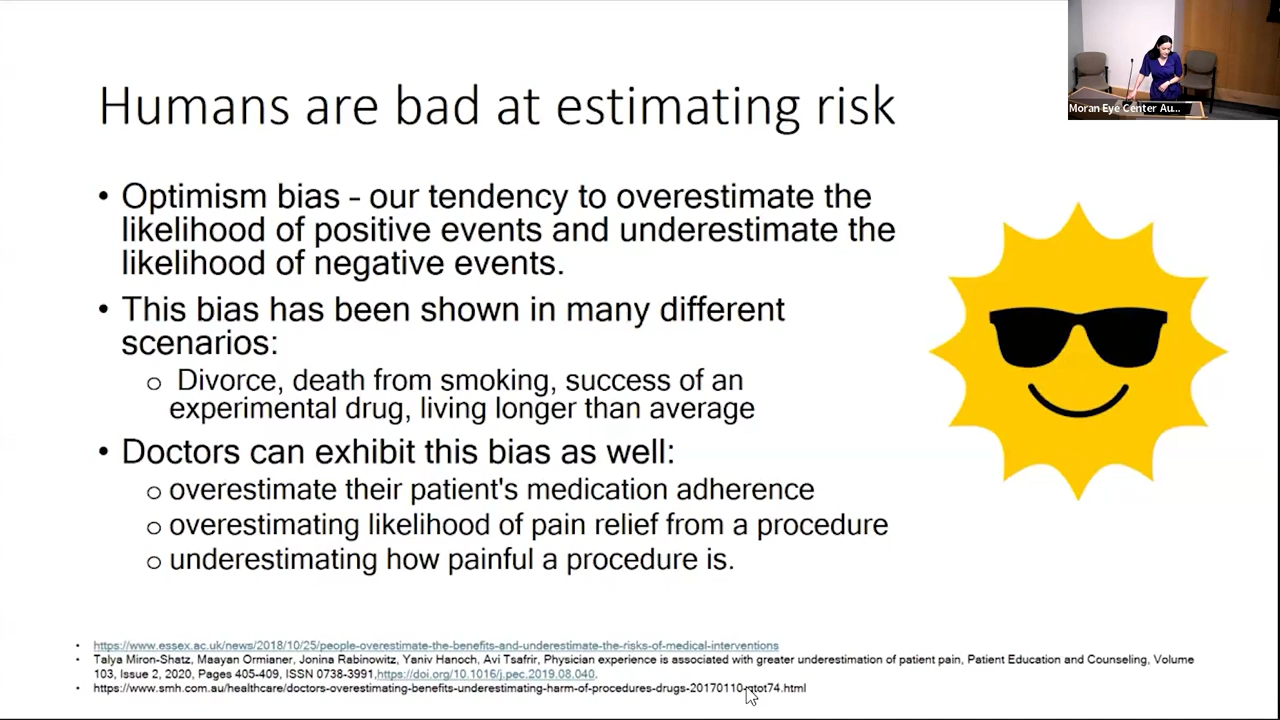 Humans are bad at estimating risk
Moran Eye Center Au...
• Optimism bias - our tendency to overestimate the
likelihood of positive events and underestimate the
likelihood of negative events.
• This bias has been shown in many different
scenarios:
o Divorce, death from smoking, success of an
experimental drug, living longer than average
• Doctors can exhibit this bias as well:
o overestimate their patient's medication adherence
o overestimating likelihood of pain relief from a procedure
o underestimating how painful a procedure is.
• https://www.essex.ac.uk/news/2018/10/25/people-overestimate-the-benefits-and-underestimate-the-risks-of-medical-interventions
• Talya Miron-Shatz, Maayan Ormianer, Jonina Rabinowitz, Yaniv Hanoch, Avi Tsafrir, Physician experience is associated with greater underestimation of patient pain, Patient Education and Counseling, Volume
103, Issue 2, 2020, Pages 405-409, ISSN 0738-3991,https://doi.org/10.1016/j.pec.2019.08.040.
• https://www.smh.com.au/healthcare/doctors-overestimating-benefits-underestimating-harm-of-procedures-drugs-20170110-gtot74.html